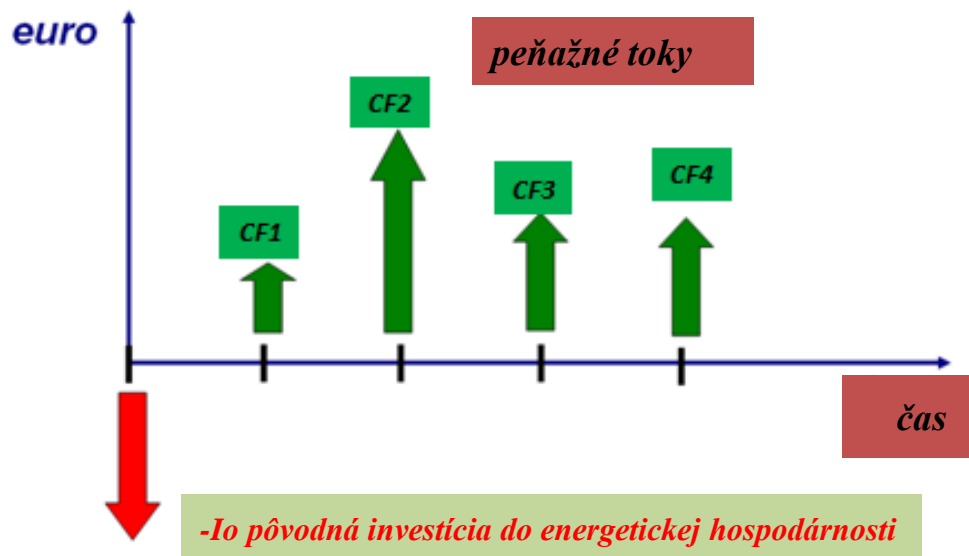 euro
peňažné toky
CF2
CF4
CF3
CF1
čas
-Io pôvodná investícia do energetickej hospodárnosti